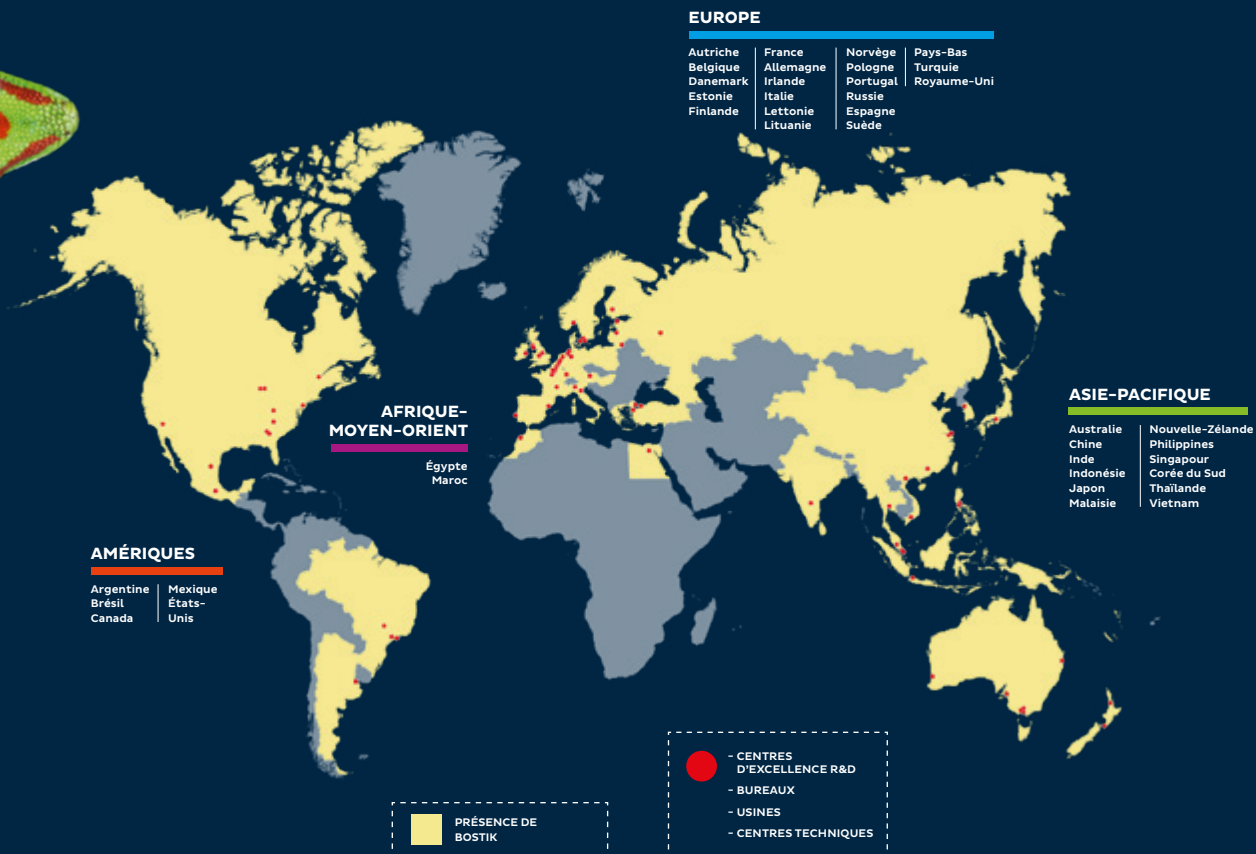 EUROPE
Autriche
Belgique
Danemark
Estonie
Finlande
France
Allemagne
Irlande
Italie
Lettonie
Lituanie
Norvège
Pologne
Portugal
Russie
Espagne
Suède
Pays-Bas
Turquie
Royaume-Uni
AFRIQUE-
MOYEN-ORIENT
Égypte
Maroc
ASIE-PACIFIQUE
Australie
Chine
Inde
Indonésie
Japon
Malaisie
Nouvelle-Zélande
Philippines
Singapour
Corée du Sud
Thaïlande
Vietnam
AMÉRIQUES
Argentine
Brésil
Canada
Mexique
États-
Unis
PRÉSENCE DE
BOSTIK
- CENTRES
D'EXCELLENCE R&D
- BUREAUX
- USINES
- CENTRES TECHNIQUES